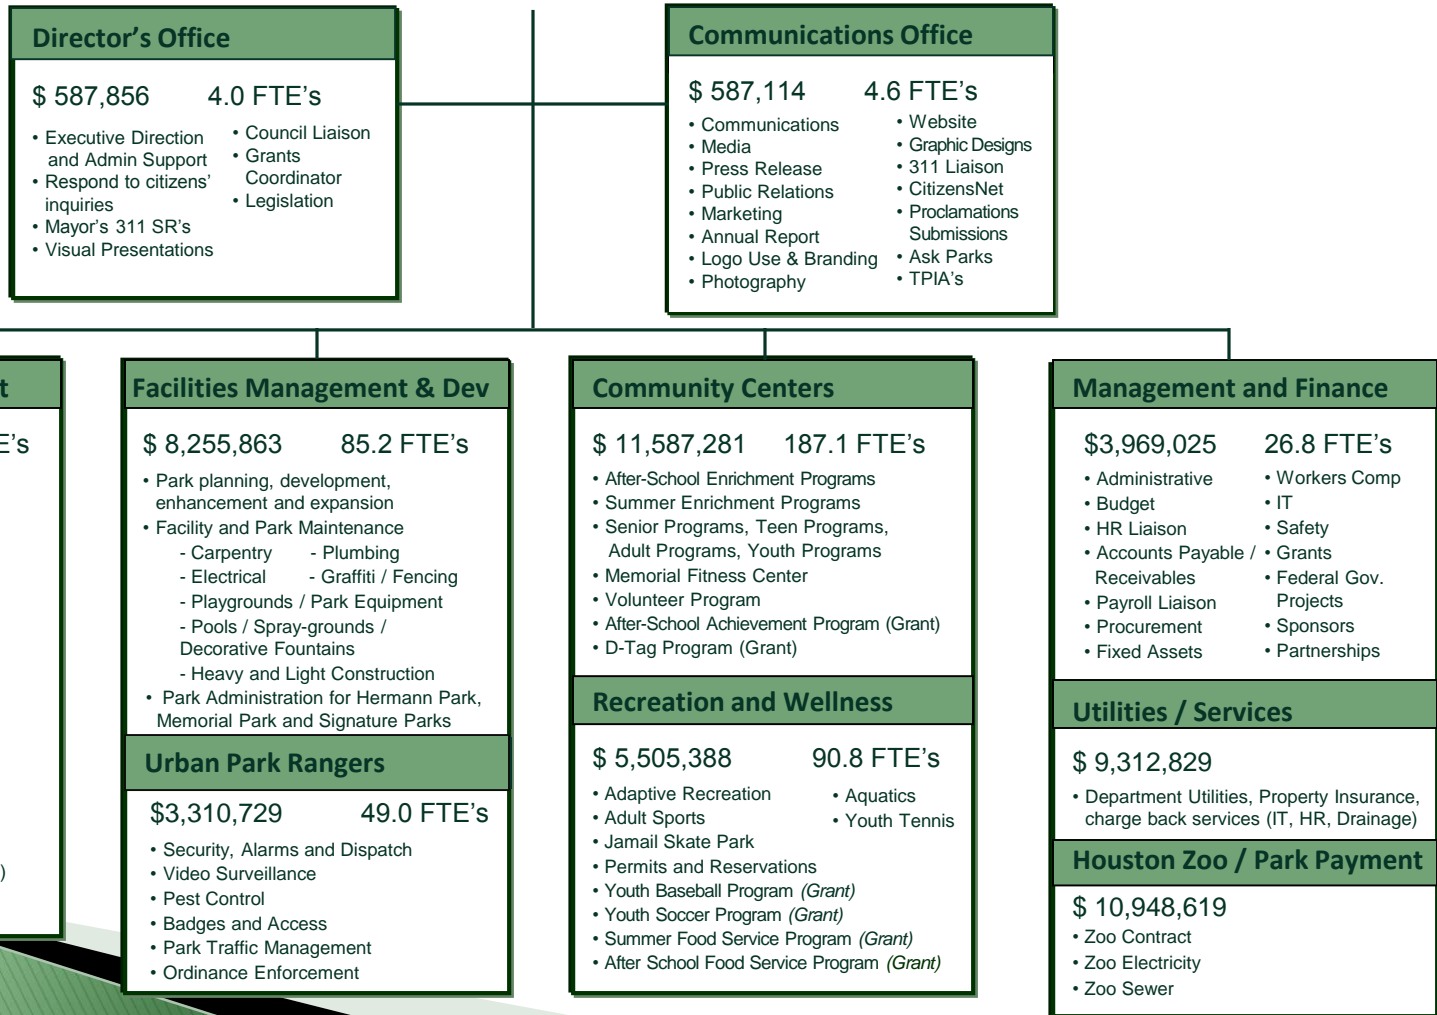 Director's Office
$ 587,856 4.0 FTE's
• Executive Direction
and Admin Support
• Respond to citizens'
inquiries
• Mayor's 311 SR's
• Visual Presentations
• Council Liaison
• Grants
Coordinator
• Legislation
Communications Office
$ 587,114 4.6 FTE's
• Communications
• Media
• Press Release
• Public Relations
• Marketing
• Annual Report
• Logo Use & Branding
• Photography
• Website
• Graphic Designs
• 311 Liaison
• CitizensNet
• Proclamations
Submissions
• Ask Parks
• TPIA's
t
E's
)
Facilities Management & Dev
$ 8,255,863 85.2 FTE's
• Park planning, development,
enhancement and expansion
• Facility and Park Maintenance
- Carpentry - Plumbing
- Electrical - Graffiti / Fencing
- Playgrounds / Park Equipment
- Pools / Spray-grounds /
Decorative Fountains
- Heavy and Light Construction
• Park Administration for Hermann Park,
Memorial Park and Signature Parks
Urban Park Rangers
$3,310,729 49.0 FTE's
• Security, Alarms and Dispatch
• Video Surveillance
• Pest Control
• Badges and Access
• Park Traffic Management
• Ordinance Enforcement
Community Centers
$ 11,587,281 187.1 FTE's
• After-School Enrichment Programs
• Summer Enrichment Programs
• Senior Programs, Teen Programs,
Adult Programs, Youth Programs
• Memorial Fitness Center
• Volunteer Program
• After-School Achievement Program (Grant)
• D-Tag Program (Grant)
Recreation and Wellness
$ 5,505,388 90.8 FTE's
• Adaptive Recreation
• Adult Sports
• Jamail Skate Park
• Permits and Reservations
• Youth Baseball Program (Grant)
• Youth Soccer Program (Grant)
• Summer Food Service Program (Grant)
• After School Food Service Program (Grant)
• Aquatics
• Youth Tennis
Management and Finance
$3,969,025 26.8 FTE's
• Administrative
• Budget
• HR Liaison
• Accounts Payable /
Receivables
• Payroll Liaison
• Procurement
• Fixed Assets
• Workers Comp
• IT
• Safety
• Grants
• Federal Gov.
Projects
• Sponsors
• Partnerships
Utilities / Services
$ 9,312,829
• Department Utilities, Property Insurance,
charge back services (IT, HR, Drainage)
Houston Zoo / Park Payment
$ 10,948,619
• Zoo Contract
• Zoo Electricity
• Zoo Sewer